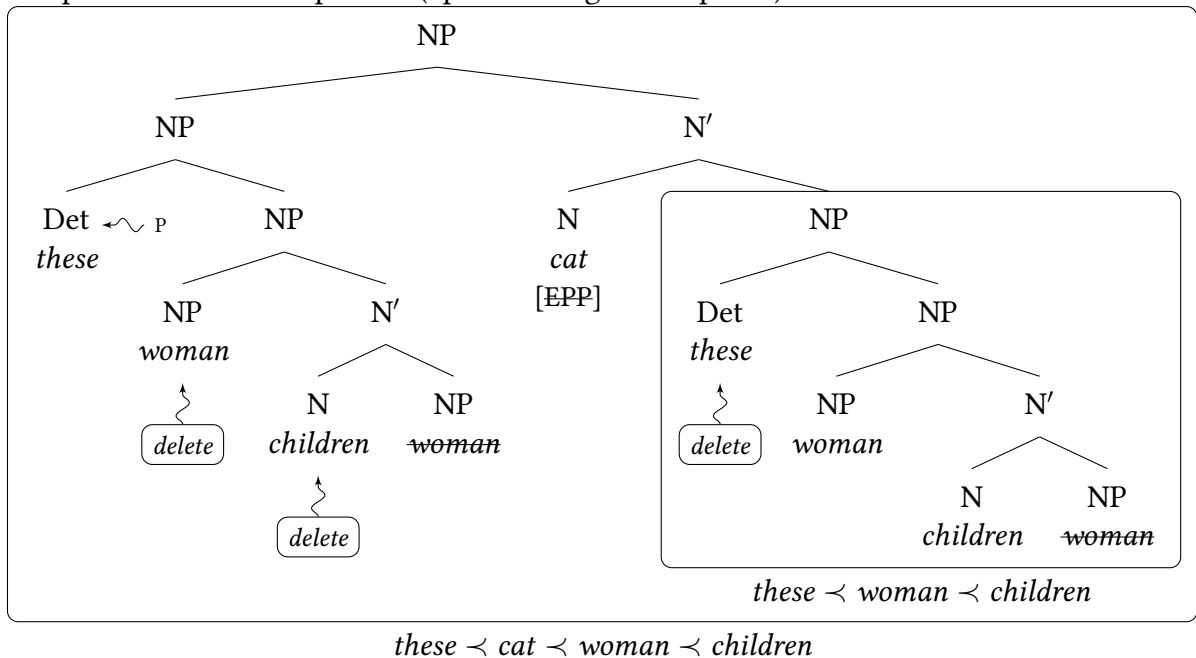 NP
NP N′
Det P NP N NP
these cat
[EPP]
NP N′ Det NP
woman these
N NP NP N′
delete children woman delete woman
delete N NP
children woman
these ≺ woman ≺ children
these ≺ cat ≺ woman ≺ children